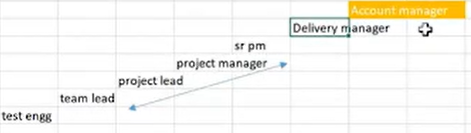 Account manager
Delivery manager
sr pm
project manager
project lead
team lead
test engg